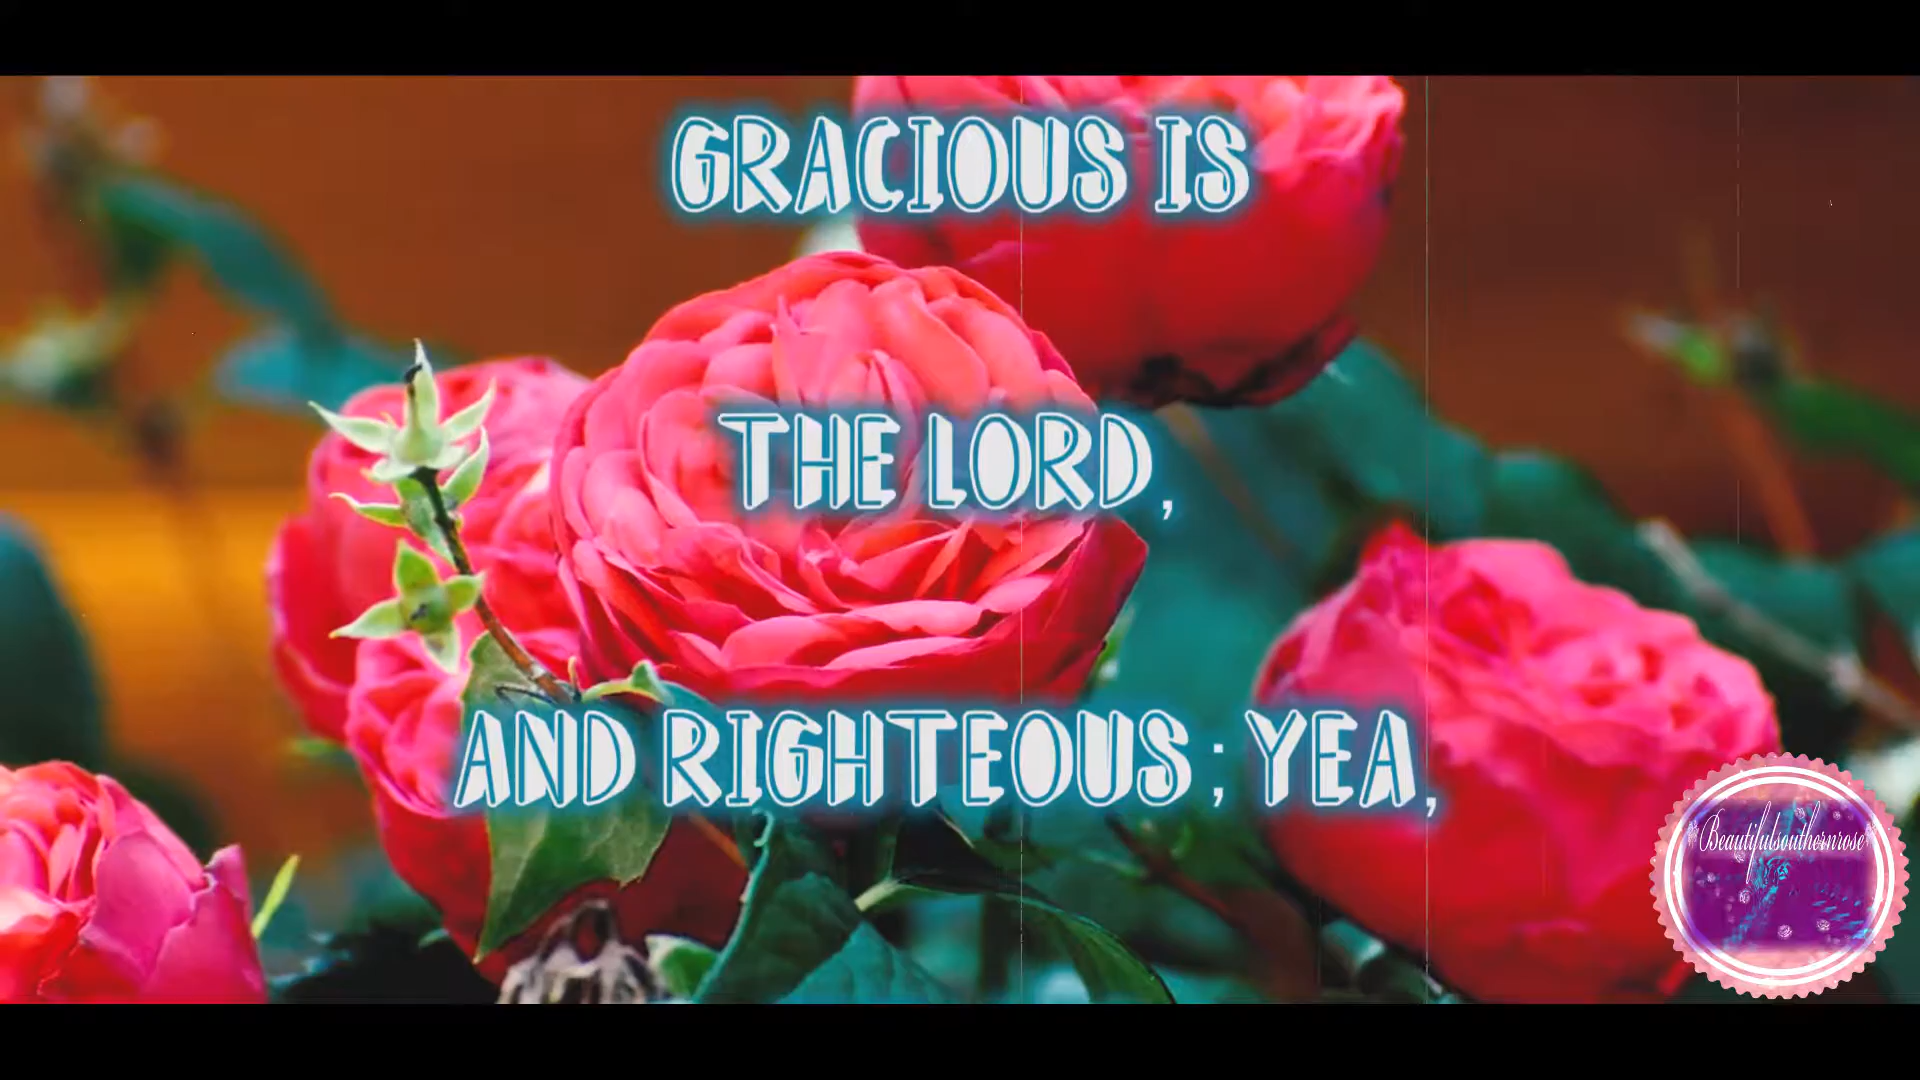 GRACIOUS IS
THE LORD,
AND RIGHTEOUS; YEA,
Beautifulsouthernrose